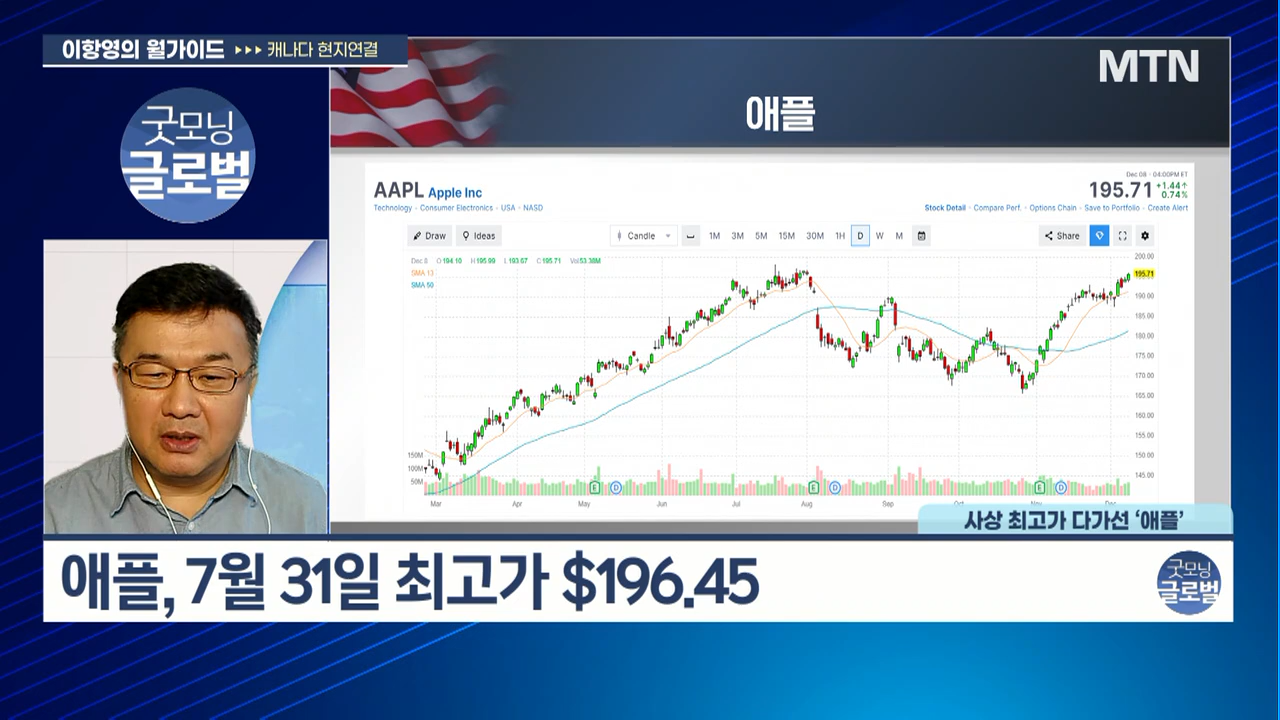 이항영의 월가이드 ▸▸▸ 캐나다 현지연결
MTN
굿모닝
글로벌
애플
AAPL Apple Inc
Technology · Consumer Electronics · USA · NASD
Dec 08 · 04:00PM ET
195.71 +1.44↑
0.74%
Stock Detail · Compare Perf. · Options Chain · Save to Portfolio · Create Alert
Draw Ideas Candle 1M 3M 5M 15M 30M 1H D W M Share
Dec 8 O 194.10 H 195.99 L 193.67 C 195.71 Vol 53.38M
SMA 13
SMA 50
200.00
195.71
190.00
185.00
180.00
175.00
170.00
165.00
160.00
155.00
150.00
145.00
150M
100M
50M
E D E D E D
Mar Apr May Jun Jul Aug Sep Oct Nov Dec
사상 최고가 다가선 ‘애플’
애플, 7월 31일 최고가 $196.45
굿모닝
글로벌